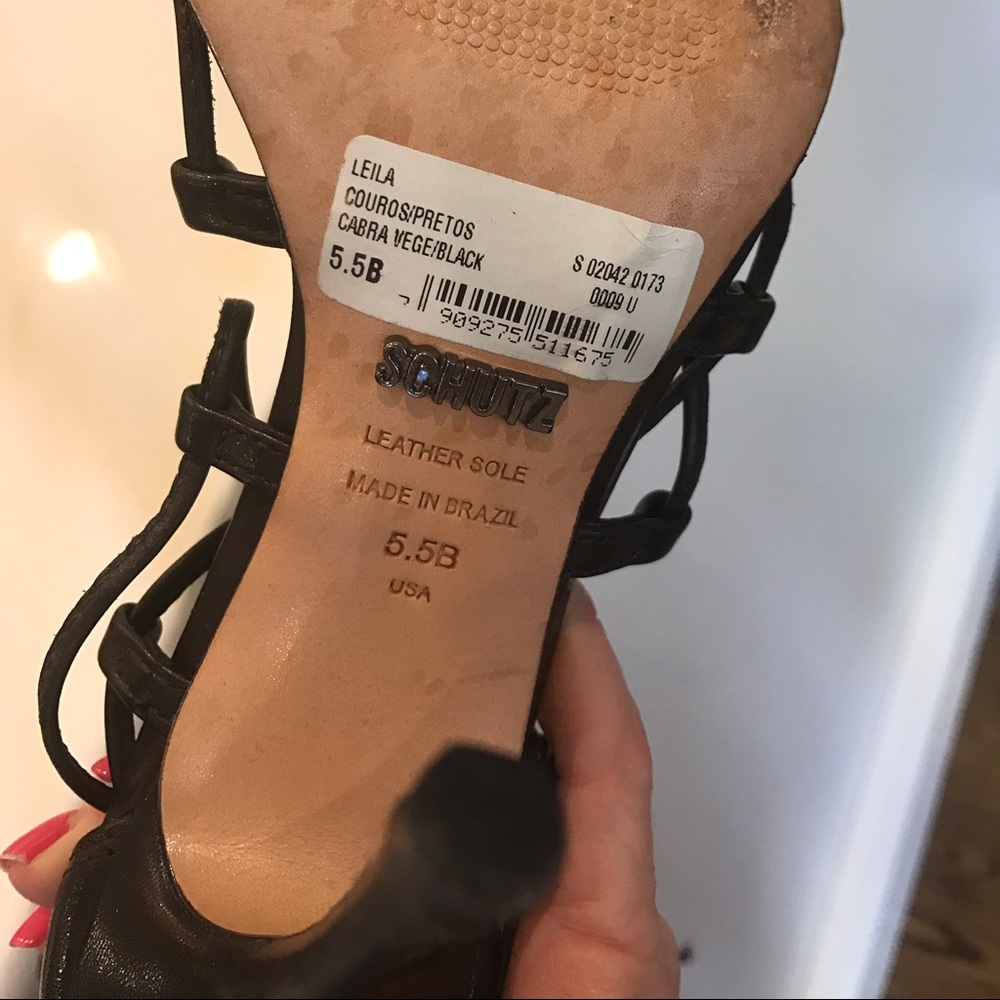 LEILA
COUROS/PRETOS
CABRA VEGE/BLACK
5.5B
S 02042 0173
0009 U
7 909275 511675
SCHUTZ
LEATHER SOLE
MADE IN BRAZIL
5.5B
USA